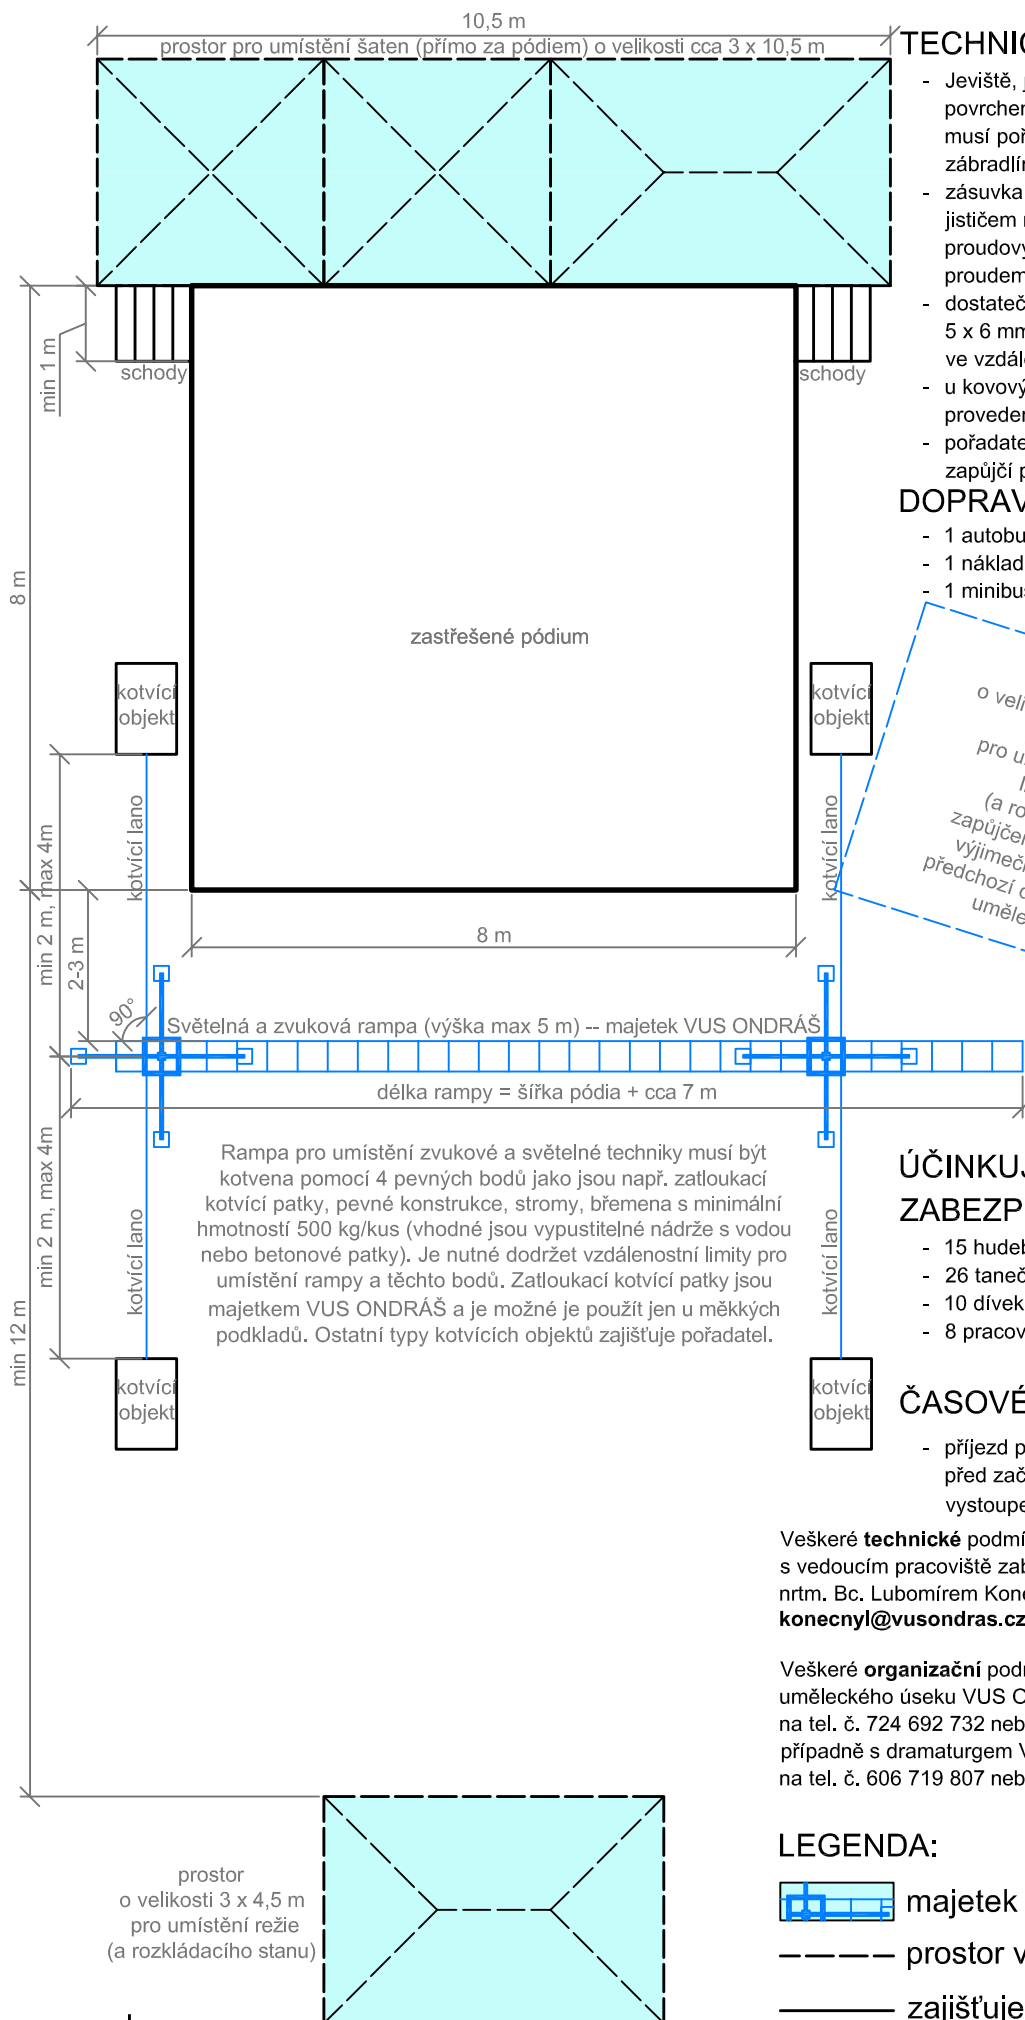 10,5 m
prostor pro umístění šaten (přímo za pódiem) o velikosti cca 3 x 10,5 m
min 1 m
schody
schody
8 m
zastřešené pódium
kotvící
objekt
kotvící
objekt
kotvící lano
kotvící lano
min 2 m, max 4m
2-3 m
8 m
90°
Světelná a zvuková rampa (výška max 5 m) -- majetek VUS ONDRÁŠ
délka rampy = šířka pódia + cca 7 m
min 2 m, max 4m
kotvící lano
kotvící lano
Rampa pro umístění zvukové a světelné techniky musí být
kotvena pomocí 4 pevných bodů jako jsou např. zatloukací
kotvící patky, pevné konstrukce, stromy, břemena s minimální
hmotností 500 kg/kus (vhodné jsou vypustitelné nádrže s vodou
nebo betonové patky). Je nutné dodržet vzdálenostní limity pro
umístění rampy a těchto bodů. Zatloukací kotvící patky jsou
majetkem VUS ONDRÁŠ a je možné je použít jen u měkkých
podkladů. Ostatní typy kotvících objektů zajišťuje pořadatel.
min 12 m
kotvící
objekt
kotvící
objekt
prostor
o velikosti 3 x 4,5 m
pro umístění režie
(a rozkládacího stanu)
TECHNIC
- Jeviště,
povrchem
musí poř
zábradlím
- zásuvka
jističem
proudový
proudem
- dostateč
5 x 6 mm
ve vzdále
- u kovový
proveden
- pořadate
zapůjčí p
DOPRAV
- 1 autobu
- 1 náklad
- 1 minibus
o veli
pro u
(a ro
zapůjčen
výjimečn
předchozí
uměle
ÚČINKUJ
ZABEZP
- 15 hudeb
- 26 taneč
- 10 dívek
- 8 pracov
ČASOVÉ
- příjezd p
před zač
vystoupe
Veškeré technické podmí
s vedoucím pracoviště zab
nrtm. Bc. Lubomírem Kone
konecnyl@vusondras.cz
Veškeré organizační podm
uměleckého úseku VUS O
na tel. č. 724 692 732 neb
případně s dramaturgem V
na tel. č. 606 719 807 neb
LEGENDA:
majetek
prostor v
zajišťuje